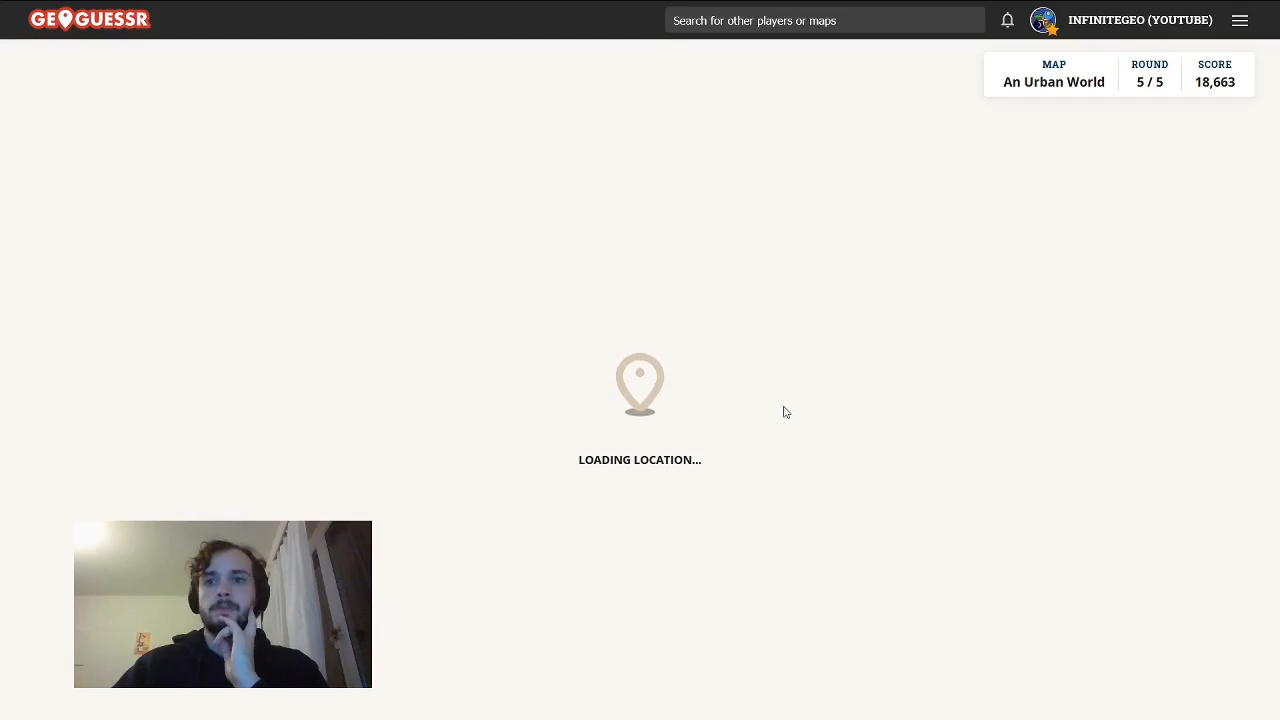 GEOGUESSR
Search for other players or maps
INFINITEGEO (YOUTUBE)
MAP ROUND SCORE
An Urban World 5 / 5 18,663
LOADING LOCATION...